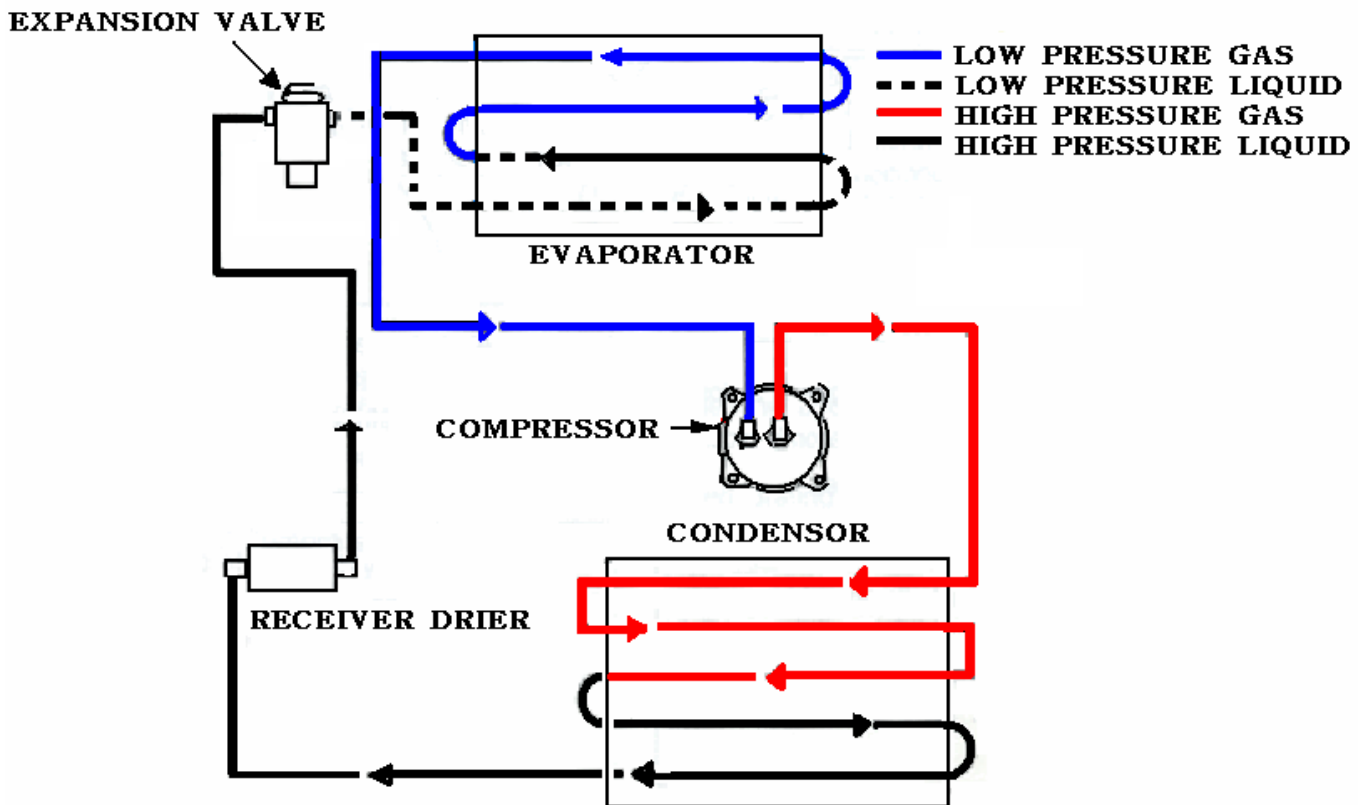 EXPANSION VALVE
LOW PRESSURE GAS
LOW PRESSURE LIQUID
HIGH PRESSURE GAS
HIGH PRESSURE LIQUID
EVAPORATOR
COMPRESSOR
CONDENSOR
RECEIVER DRIER